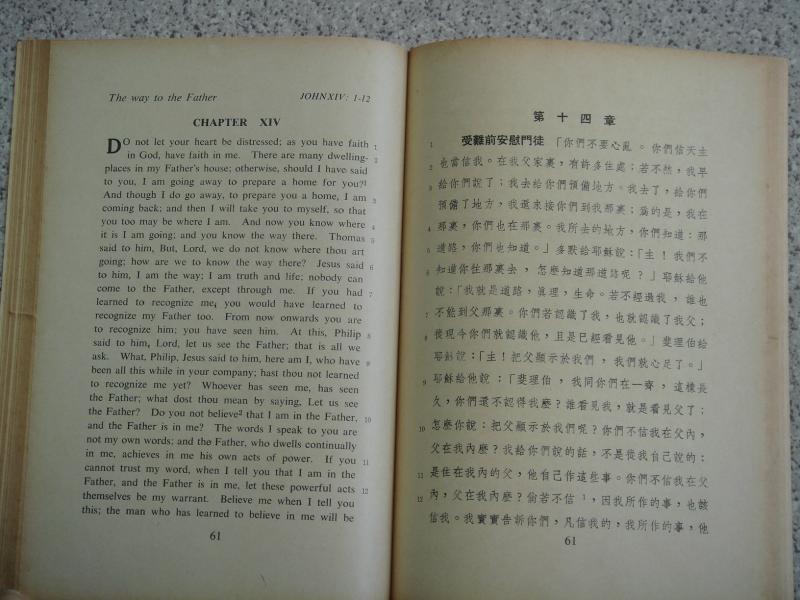 The way to the Father JOHNXIV: 1-12
CHAPTER XIV
DO not let your heart be distressed; as you have faith 1
in God, have faith in me. There are many dwelling- 2
places in my Father's house; otherwise, should I have said
to you, I am going away to prepare a home for you?1
And though I do go away, to prepare you a home, I am 3
coming back; and then I will take you to myself, so that
you too may be where I am. And now you know where 4
it is I am going; and you know the way there. Thomas 5
said to him, But, Lord, we do not know where thou art
going; how are we to know the way there? Jesus said 6
to him, I am the way; I am truth and life; nobody can
come to the Father, except through me. If you had 7
learned to recognize me, you would have learned to
recognize my Father too. From now onwards you are
to recognize him; you have seen him. At this, Philip 8
said to him, Lord, let us see the Father; that is all we
ask. What, Philip, Jesus said to him, here am I, who have 9
been all this while in your company; hast thou not learned
to recognize me yet? Whoever has seen me, has seen
the Father; what dost thou mean by saying, Let us see
the Father? Do you not believe2 that I am in the Father, 10
and the Father is in me? The words I speak to you are
not my own words; and the Father, who dwells continually
in me, achieves in me his own acts of power. If you 11
cannot trust my word, when I tell you that I am in the
Father, and the Father is in me, let these powerful acts 12
themselves be my warrant. Believe me when I tell you
this; the man who has learned to believe in me will be
61
第十四章
1 受難前安慰門徒 「你們不要心亂。你們信天主
2 也當信我。在我父家裏,有許多住處;若不然,我早
3 給你們說了;我去給你們預備地方。我去了,給你們
預備了地方,我還來接你們到我那裏;為的是,我在
4 那裏,你們也在那裏。我所去的地方,你們知道:那
5 道路,你們也知道。」多默給耶穌說:「主!我們不
6 知道你往那裏去,怎麼知道那道路呢?」耶穌給他
說:「我就是道路,真理,生命。若不經過我,誰也
7 不能到父那裏。你們若認識了我,也就認識了我父;
8 從現今你們就認識他,且是已經看見他。」斐理伯給
耶穌說:「主!把父顯示於我們,我們就心足了。」
9 耶穌給他說:「斐理伯,我同你們在一齊,這樣長
久,你們還不認得我麼?誰看見我,就是看見父了;
10 怎麼你說:把父顯示於我們呢?你們不信我在父內,
父在我內麼?我給你們說的話,不是從我自己說的:
11 是住在我內的父,他自己作這些事。你們不信我在父
12 內,父在我內麼?倘若不信1,因我所作的事,也該
信我。我實實告訴你們,凡信我的,我所作的事,他
61